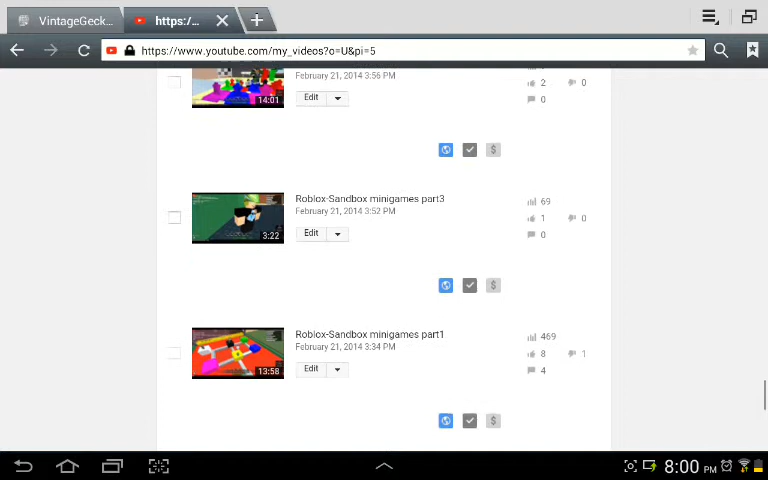 VintageGeck...
https:/...
https://www.youtube.com/my_videos?o=U&pi=5
February 21, 2014 3:56 PM
2
0
14:01
Edit
0
Roblox-Sandbox minigames part3
69
February 21, 2014 3:52 PM
1
0
3:22
Edit
0
Roblox-Sandbox minigames part1
469
February 21, 2014 3:34 PM
8
1
13:58
Edit
4
8:00 PM